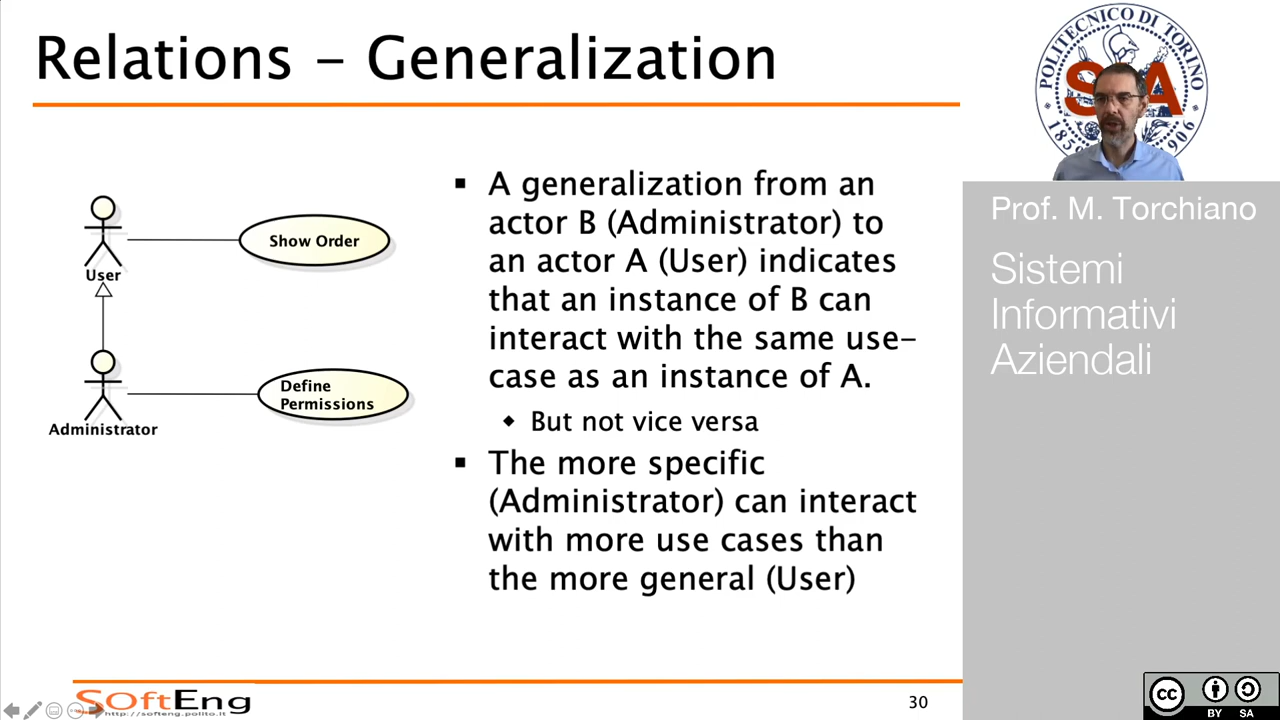 Relations – Generalization
User
Show Order
Administrator
Define
Permissions
▪ A generalization from an
actor B (Administrator) to
an actor A (User) indicates
that an instance of B can
interact with the same use-
case as an instance of A.
◆ But not vice versa
▪ The more specific
(Administrator) can interact
with more use cases than
the more general (User)
SoftEng
http://softeng.polito.it
30
POLITECNICO DI TORINO
Prof. M. Torchiano
Sistemi
Informativi
Aziendali
cc
BY SA